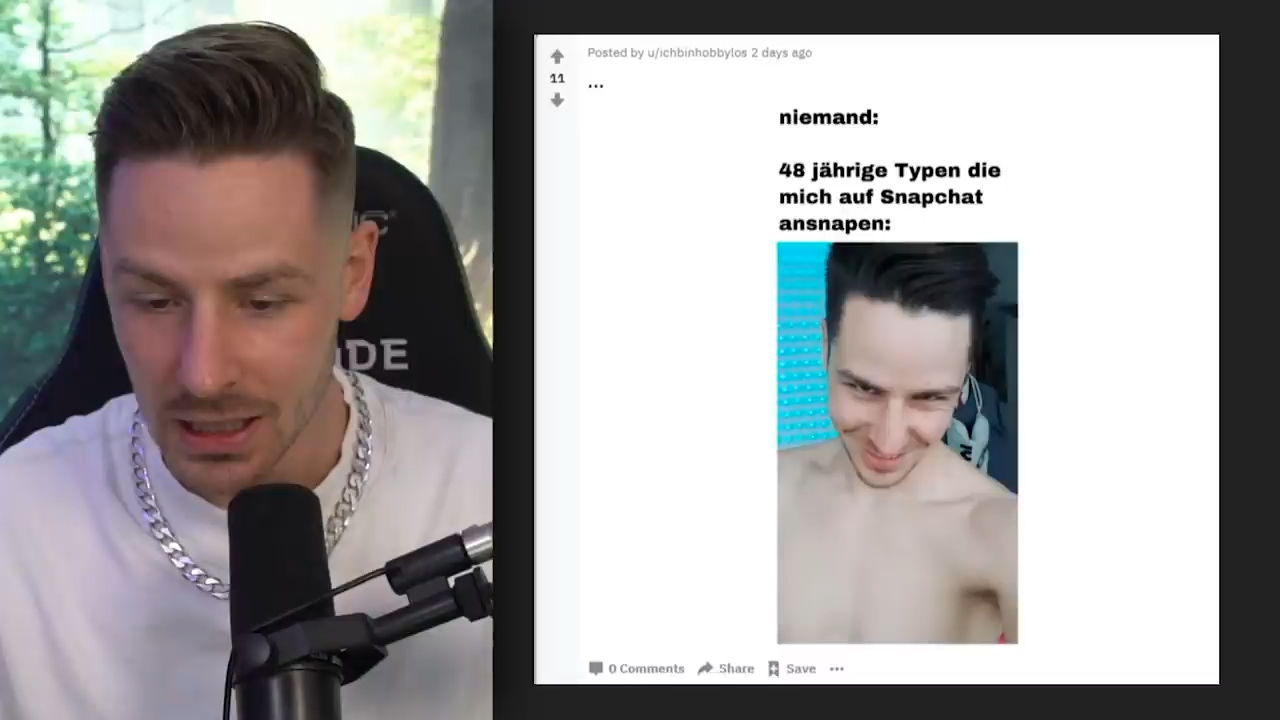 Posted by u/ichbinhobbylos 2 days ago
11
...
niemand:
48 jährige Typen die
mich auf Snapchat
ansnapen:
0 Comments Share Save